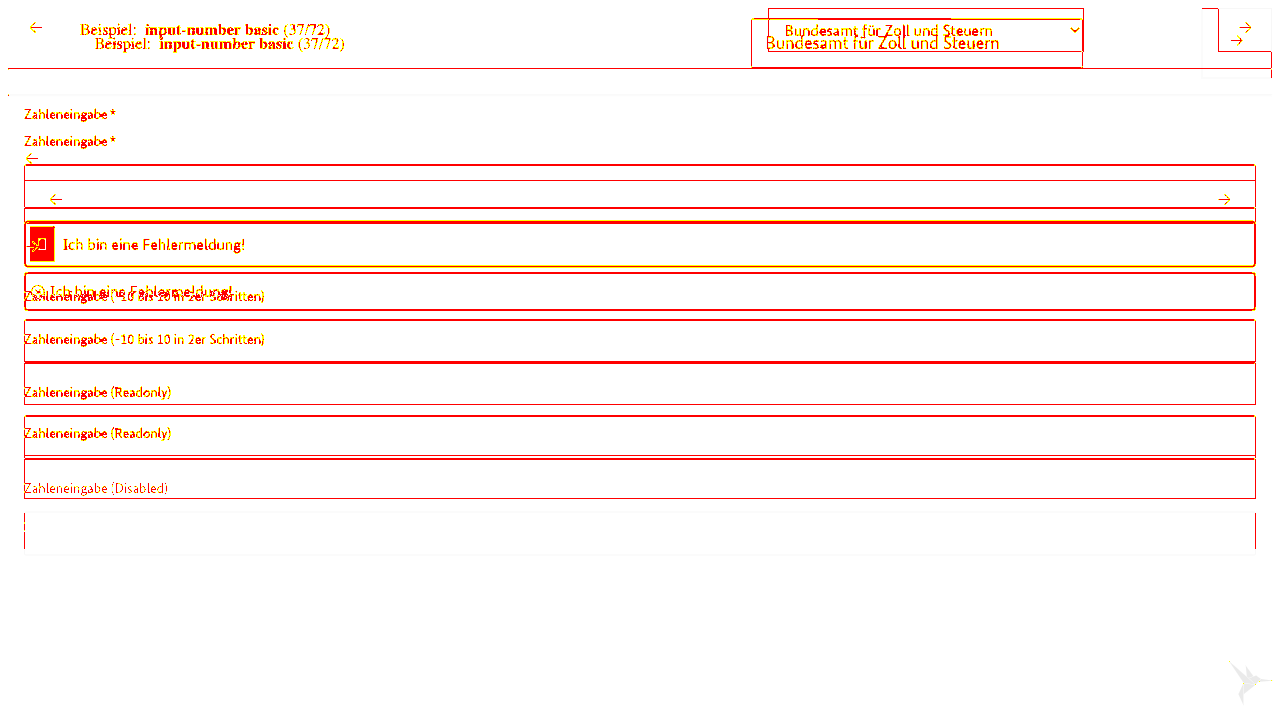 Beispiel: input-number basic (37/72)
Beispiel: input-number basic (37/72)
Bundesamt für Zoll und Steuern
Bundesamt für Zoll und Steuern
Zahleneingabe *
Zahleneingabe *
Ich bin eine Fehlermeldung!
Ich bin eine Fehlermeldung!
Zahleneingabe (-10 bis 10 in 2er Schritten)
Zahleneingabe (-10 bis 10 in 2er Schritten)
Zahleneingabe (Readonly)
Zahleneingabe (Readonly)
Zahleneingabe (Disabled)